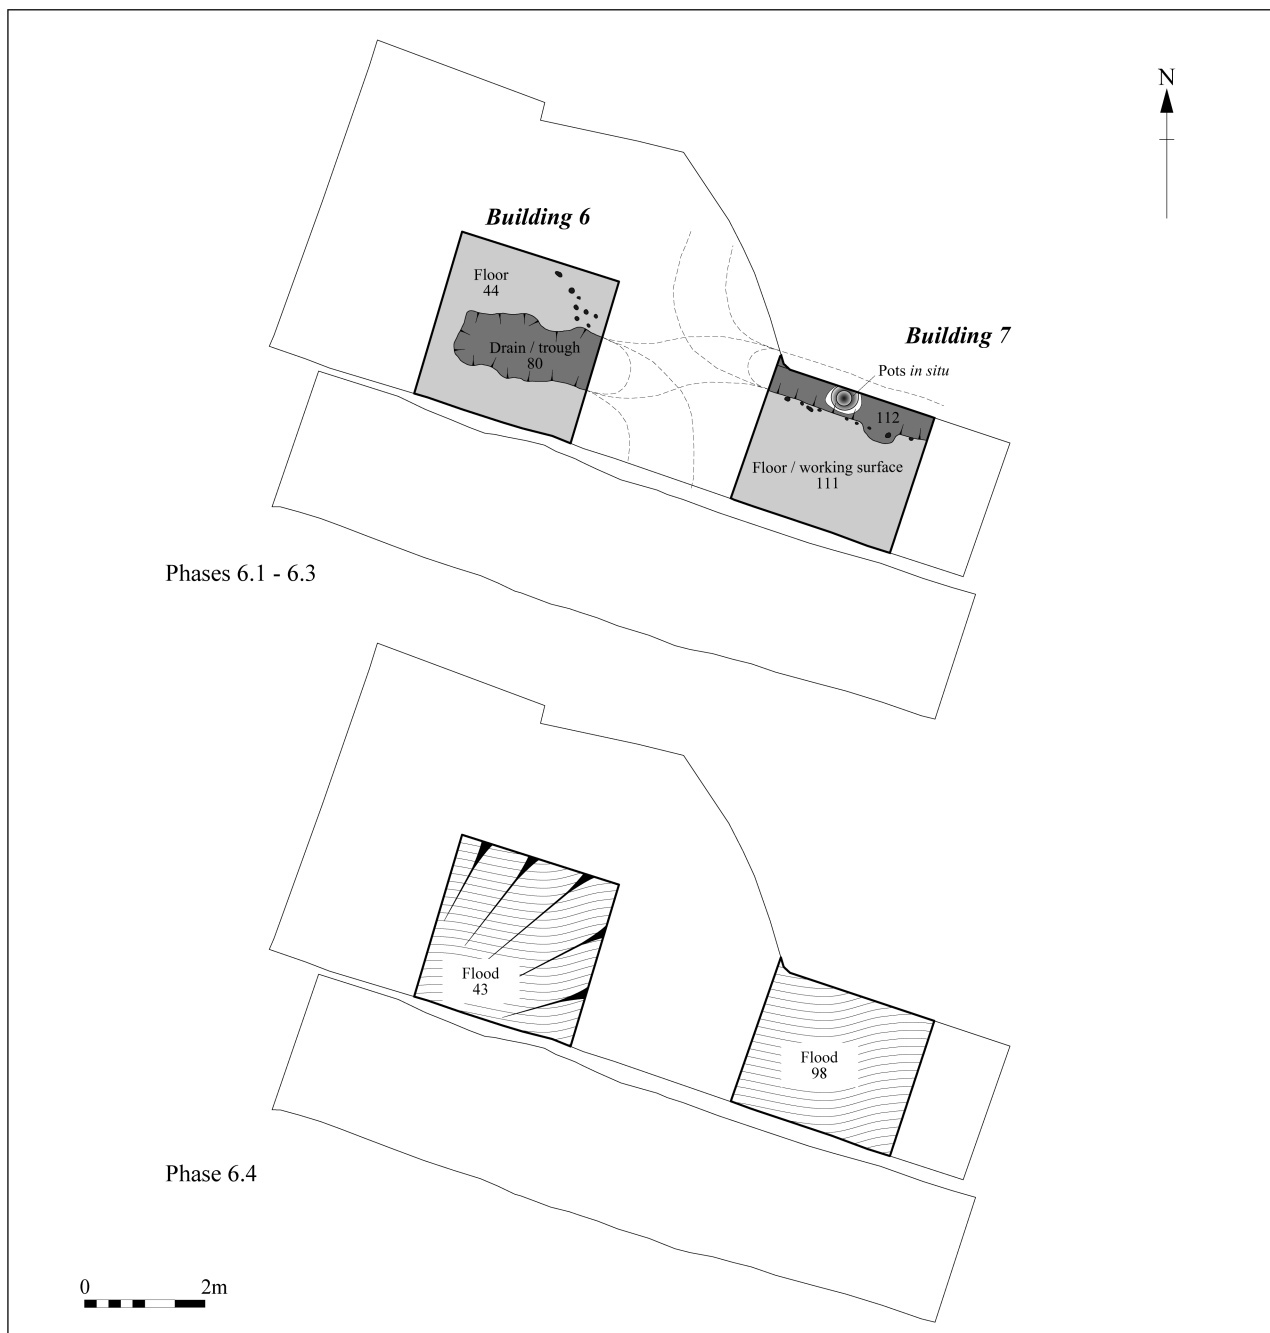 N
Building 6
Floor
44
Drain / trough
80
Building 7
Pots in situ
112
Floor / working surface
111
Phases 6.1 - 6.3
Flood
43
Flood
98
Phase 6.4
0 2m